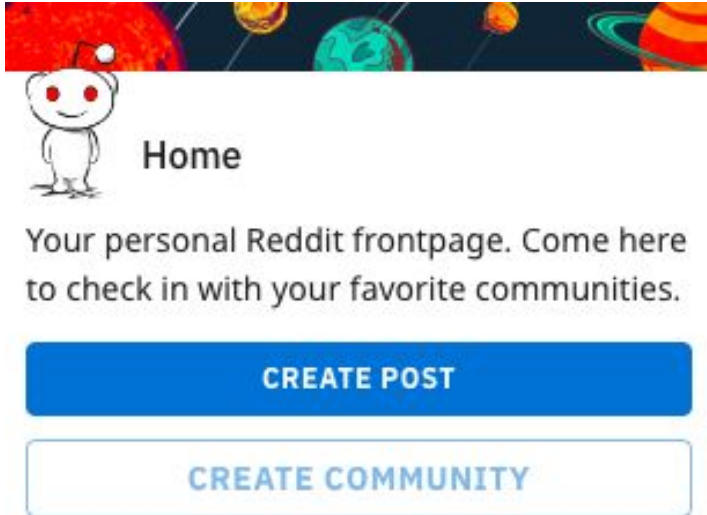 Home
Your personal Reddit frontpage. Come here
to check in with your favorite communities.
CREATE POST
CREATE COMMUNITY